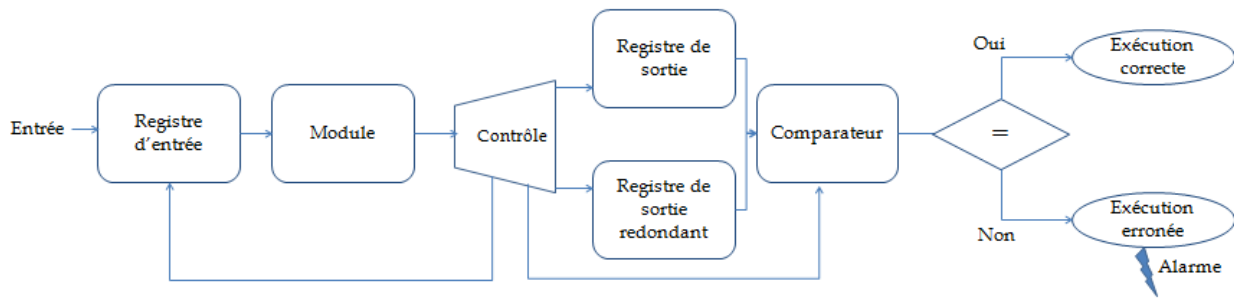 Entrée
Registre
d'entrée
Module
Contrôle
Registre de
sortie
Registre de
sortie
redondant
Comparateur
=
Oui
Exécution
correcte
Non
Exécution
erronée
Alarme